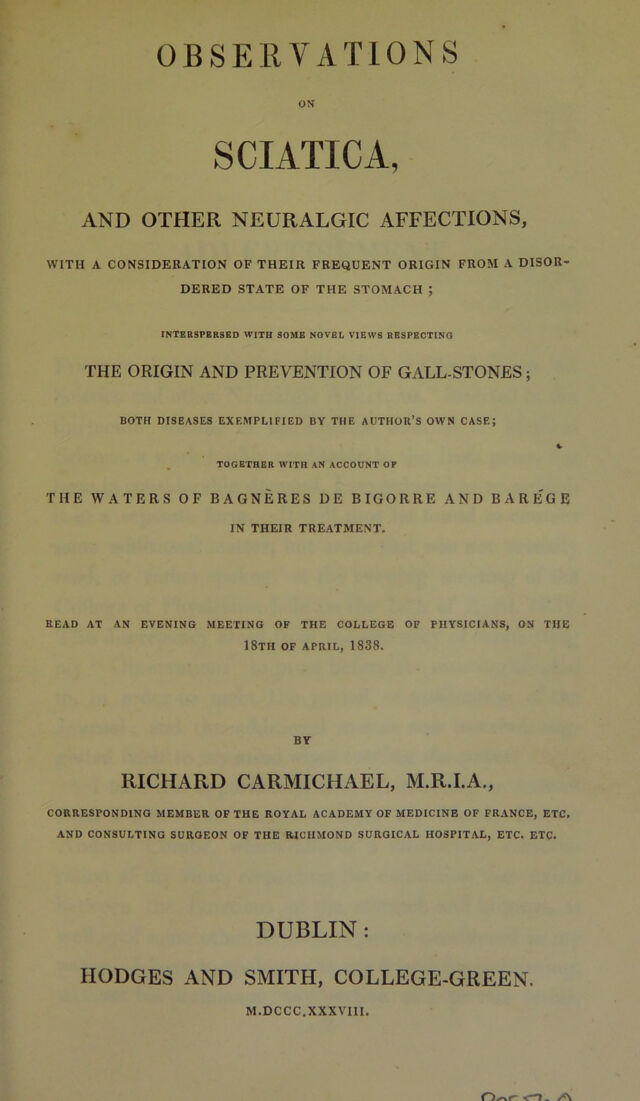 OBSERVATIONS
ON
SCIATICA,
AND OTHER NEURALGIC AFFECTIONS,
WITH A CONSIDERATION OF THEIR FREQUENT ORIGIN FROM A DISOR-
DERED STATE OF THE STOMACH ;
INTERSPERSED WITH SOME NOVEL VIEWS RESPECTING
THE ORIGIN AND PREVENTION OF GALL-STONES ;
BOTH DISEASES EXEMPLIFIED BY THE AUTHOR'S OWN CASE;
TOGETHER WITH AN ACCOUNT OF
THE WATERS OF BAGNÈRES DE BIGORRE AND BARÉGE
IN THEIR TREATMENT.
READ AT AN EVENING MEETING OF THE COLLEGE OF PHYSICIANS, ON THE
18TH OF APRIL, 1838.
BY
RICHARD CARMICHAEL, M.R.I.A.,
CORRESPONDING MEMBER OF THE ROYAL ACADEMY OF MEDICINE OF FRANCE, ETC.
AND CONSULTING SURGEON OF THE RICHMOND SURGICAL HOSPITAL, ETC. ETC.
DUBLIN :
HODGES AND SMITH, COLLEGE-GREEN.
M.DCCC.XXXVIII.